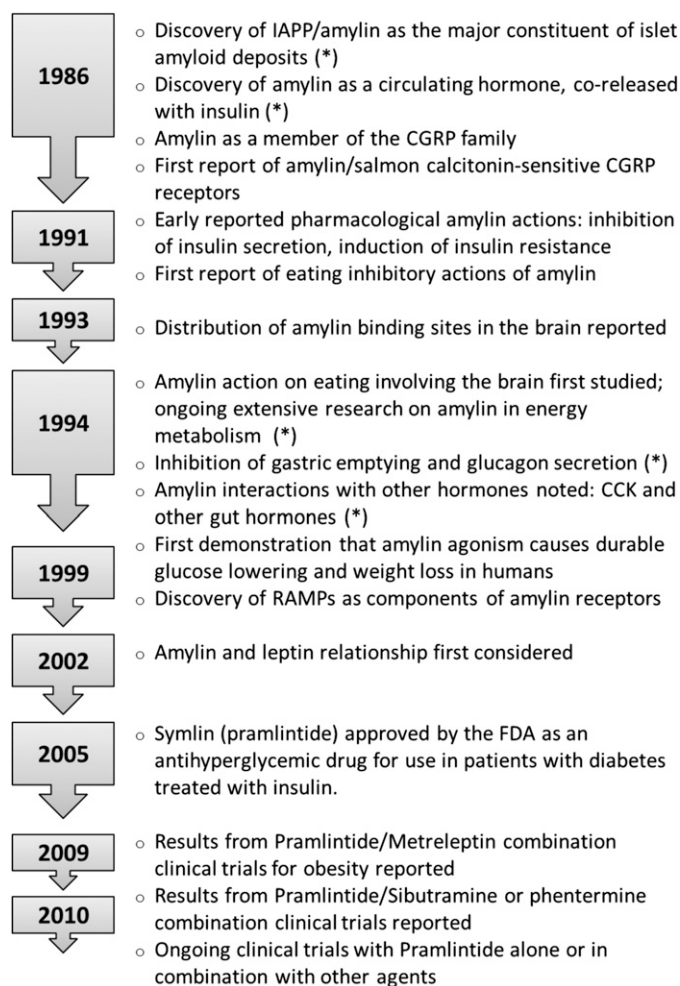 1986
○ Discovery of IAPP/amylin as the major constituent of islet
amyloid deposits (*)
○ Discovery of amylin as a circulating hormone, co-released
with insulin (*)
○ Amylin as a member of the CGRP family
○ First report of amylin/salmon calcitonin-sensitive CGRP
receptors
1991
○ Early reported pharmacological amylin actions: inhibition
of insulin secretion, induction of insulin resistance
○ First report of eating inhibitory actions of amylin
1993
○ Distribution of amylin binding sites in the brain reported
1994
○ Amylin action on eating involving the brain first studied;
ongoing extensive research on amylin in energy
metabolism (*)
○ Inhibition of gastric emptying and glucagon secretion (*)
○ Amylin interactions with other hormones noted: CCK and
other gut hormones (*)
1999
○ First demonstration that amylin agonism causes durable
glucose lowering and weight loss in humans
○ Discovery of RAMPs as components of amylin receptors
2002
○ Amylin and leptin relationship first considered
2005
○ Symlin (pramlintide) approved by the FDA as an
antihyperglycemic drug for use in patients with diabetes
treated with insulin.
2009
○ Results from Pramlintide/Metreleptin combination
clinical trials for obesity reported
2010
○ Results from Pramlintide/Sibutramine or phentermine
combination clinical trials reported
○ Ongoing clinical trials with Pramlintide alone or in
combination with other agents